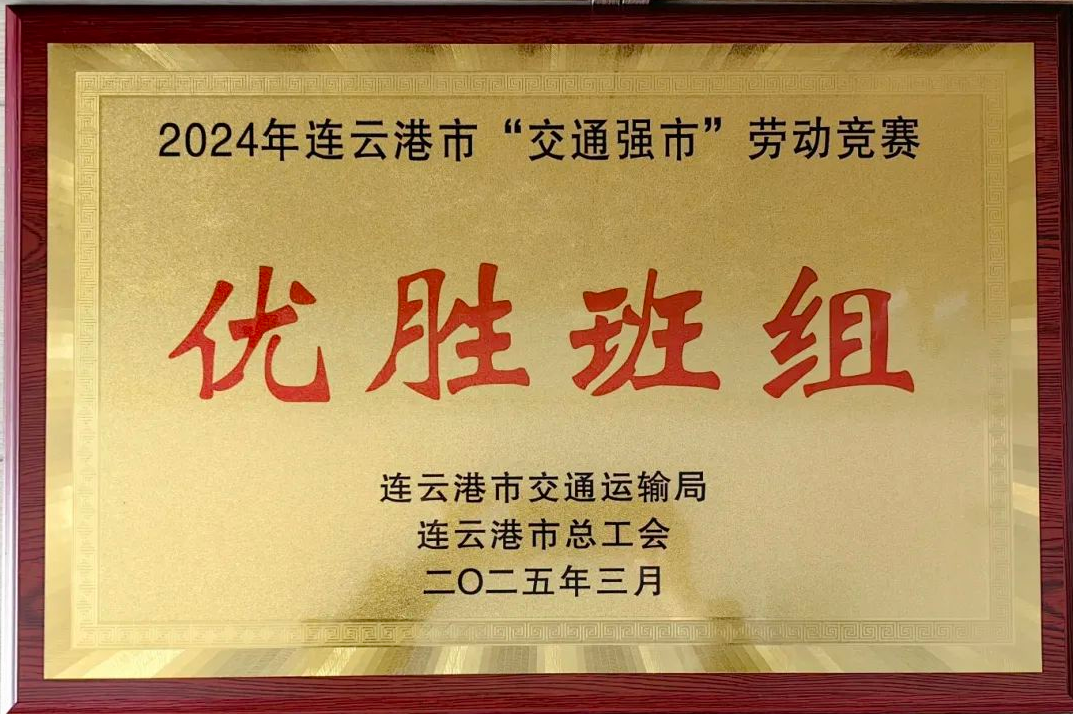 2024年连云港市“交通强市”劳动竞赛
优胜班组
连云港市交通运输局
连云港市总工会
二〇二五年三月